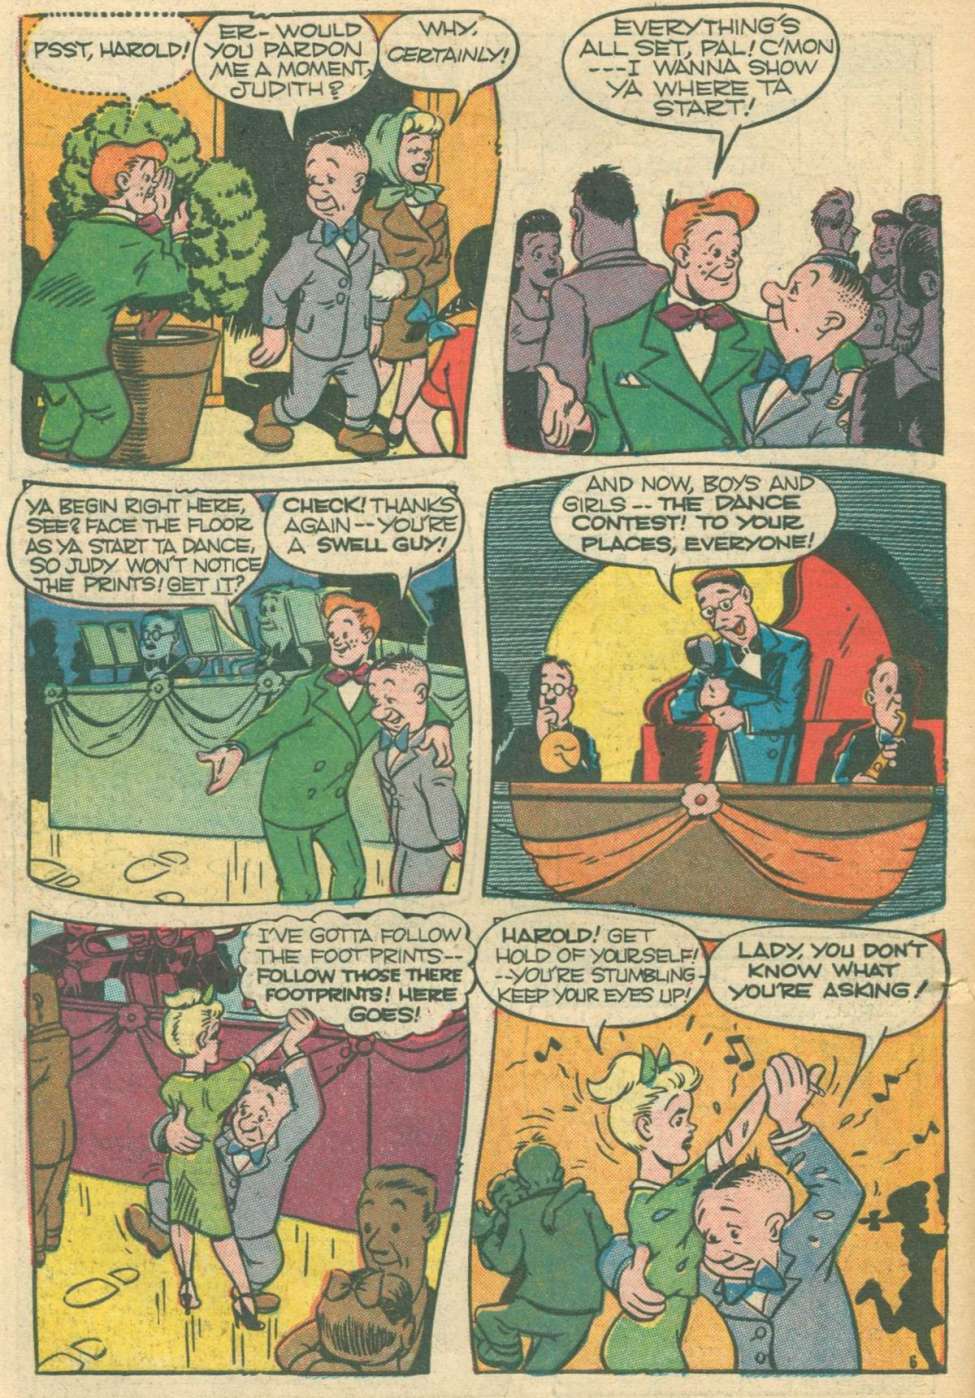 PSST, HAROLD!
ER- WOULD
YOU PARDON
ME A MOMENT,
JUDITH?
WHY,
CERTAINLY!
EVERYTHING'S
ALL SET, PAL! C'MON
---I WANNA SHOW
YA WHERE TA
START!
YA BEGIN RIGHT HERE,
SEE? FACE THE FLOOR
AS YA START TA DANCE,
SO JUDY WON'T NOTICE
THE PRINTS! GET IT?
CHECK! THANKS
AGAIN -- YOU'RE
A SWELL GUY!
AND NOW, BOYS AND
GIRLS -- THE DANCE
CONTEST! TO YOUR
PLACES, EVERYONE!
I'VE GOTTA FOLLOW
THE FOOTPRINTS--
FOLLOW THOSE THERE
FOOTPRINTS! HERE
GOES!
HAROLD! GET
HOLD OF YOURSELF!
--YOU'RE STUMBLING-
KEEP YOUR EYES UP!
LADY, YOU DON'T
KNOW WHAT
YOU'RE ASKING!
6